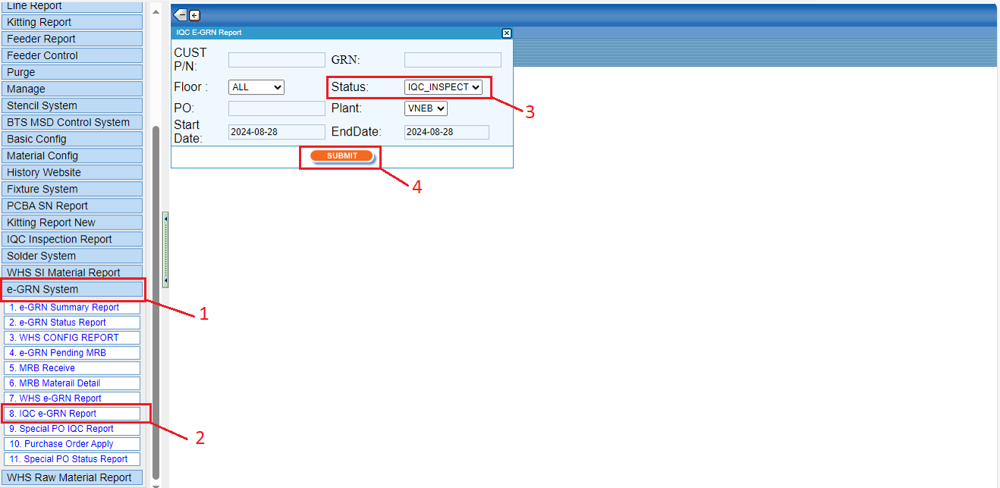 Line Report
Kitting Report
Feeder Report
Feeder Control
Purge
Manage
Stencil System
BTS MSD Control System
Basic Config
Material Config
History Website
Fixture System
PCBA SN Report
Kitting Report New
IQC Inspection Report
Solder System
WHS SI Material Report
e-GRN System
1
1. e-GRN Summary Report
2. e-GRN Status Report
3. WHS CONFIG REPORT
4. e-GRN Pending MRB
5. MRB Receive
6. MRB Materail Detail
7. WHS e-GRN Report
8. IQC e-GRN Report
2
9. Special PO IQC Report
10. Purchase Order Apply
11. Special PO Status Report
WHS Raw Material Report
IQC E-GRN Report
CUST P/N: GRN:
Floor : ALL Status: IQC_INSPECT
3
PO: Plant: VNEB
Start Date: 2024-08-28 EndDate: 2024-08-28
SUBMIT
4